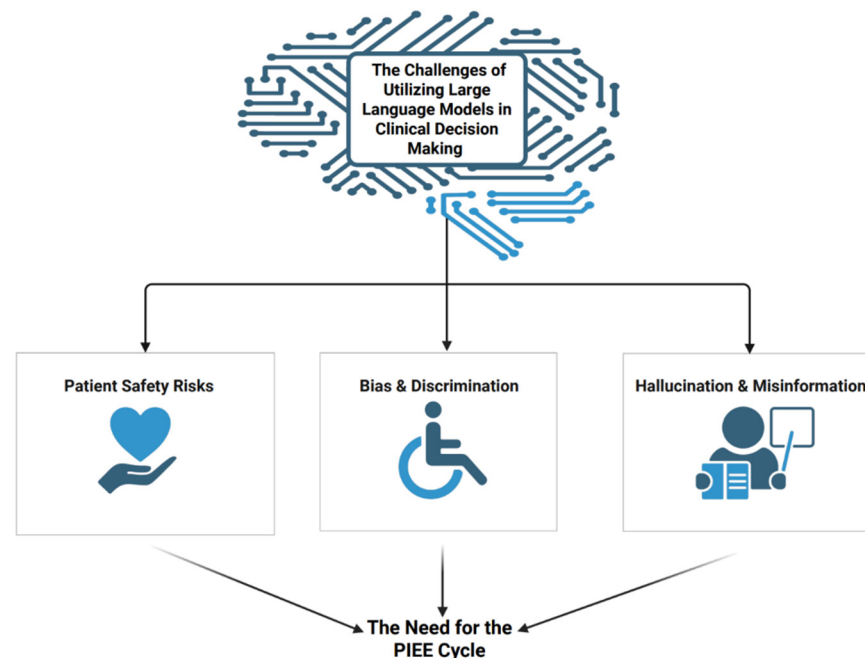 The Challenges of
Utilizing Large
Language Models in
Clinical Decision
Making
Patient Safety Risks
Bias & Discrimination
Hallucination & Misinformation
The Need for the
PIEE Cycle